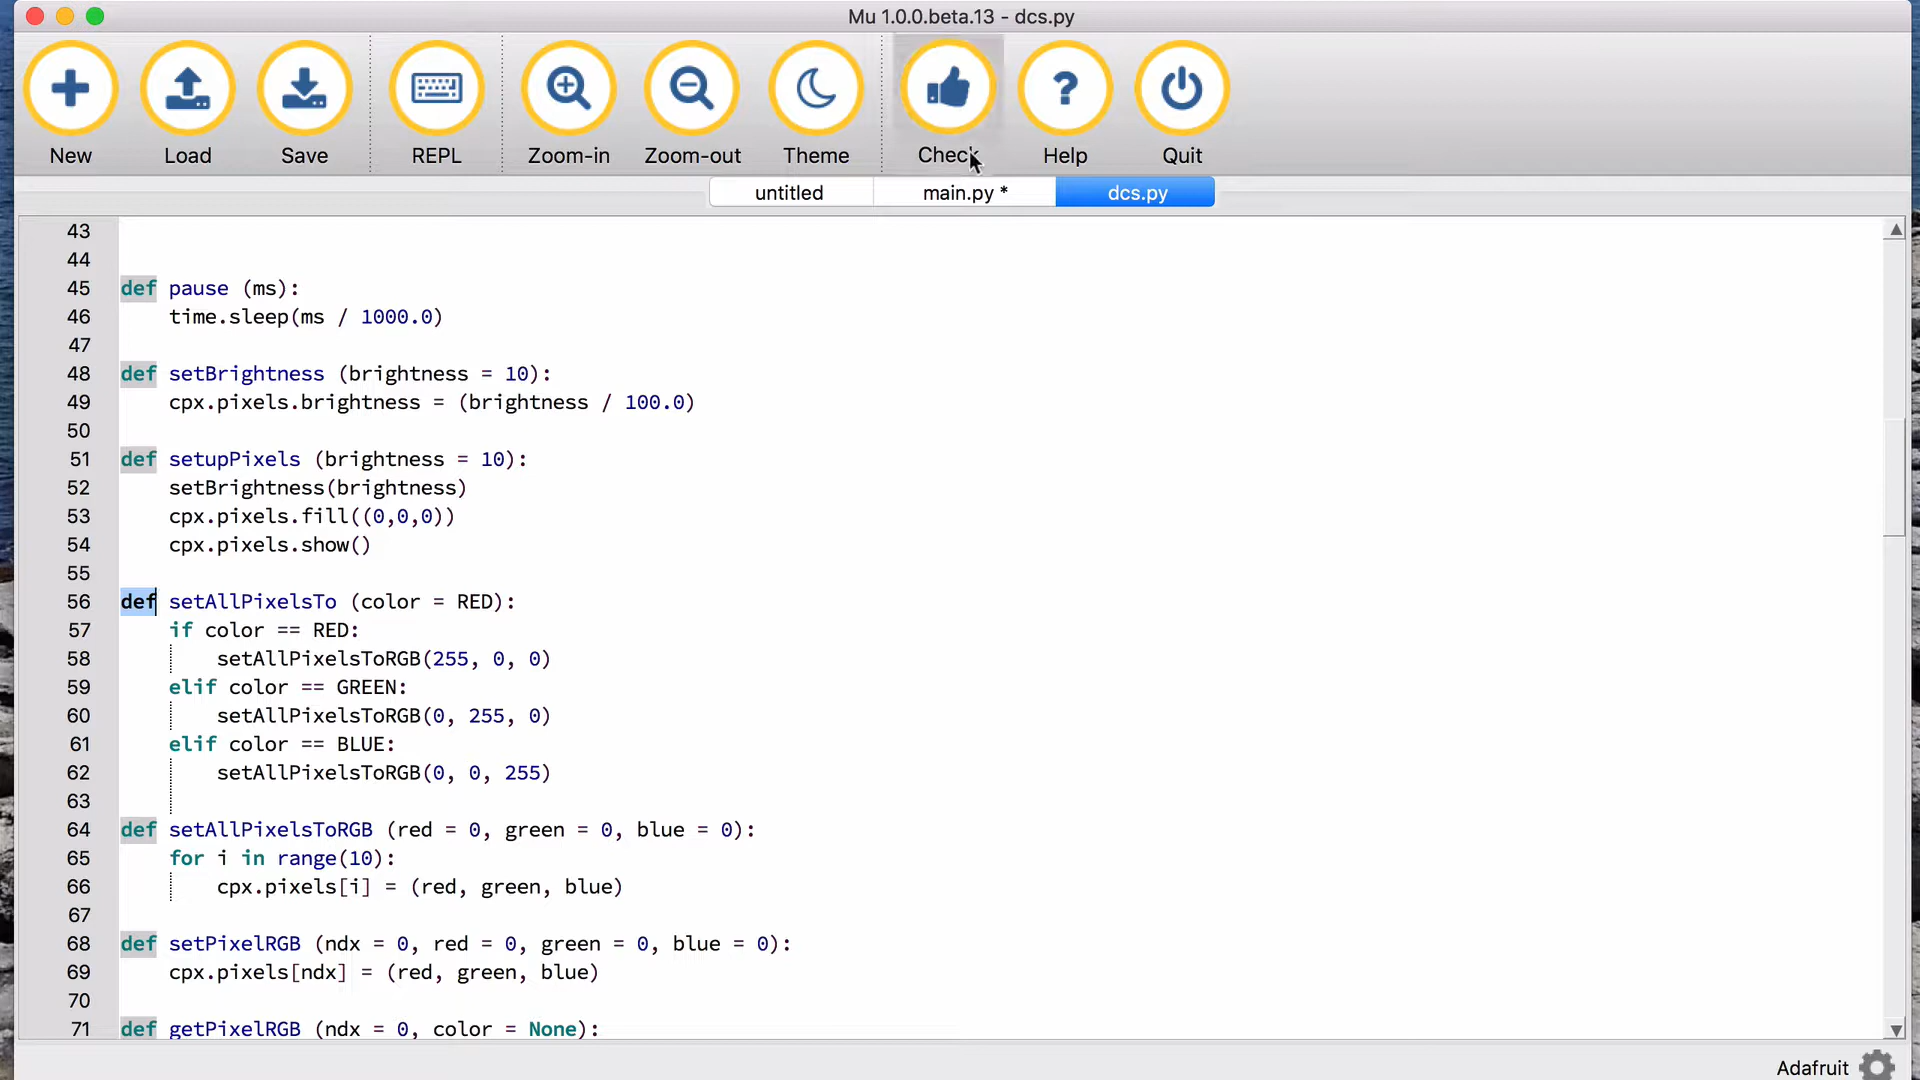 Mu 1.0.0.beta.13 - dcs.py
New Load Save REPL Zoom-in Zoom-out Theme Check Help Quit
untitled main.py * dcs.py
43
44
45 def pause (ms):
46 time.sleep(ms / 1000.0)
47
48 def setBrightness (brightness = 10):
49 cpx.pixels.brightness = (brightness / 100.0)
50
51 def setupPixels (brightness = 10):
52 setBrightness(brightness)
53 cpx.pixels.fill((0,0,0))
54 cpx.pixels.show()
55
56 def setAllPixelsTo (color = RED):
57 if color == RED:
58 setAllPixelsToRGB(255, 0, 0)
59 elif color == GREEN:
60 setAllPixelsToRGB(0, 255, 0)
61 elif color == BLUE:
62 setAllPixelsToRGB(0, 0, 255)
63
64 def setAllPixelsToRGB (red = 0, green = 0, blue = 0):
65 for i in range(10):
66 cpx.pixels[i] = (red, green, blue)
67
68 def setPixelRGB (ndx = 0, red = 0, green = 0, blue = 0):
69 cpx.pixels[ndx] = (red, green, blue)
70
71 def getPixelRGB (ndx = 0, color = None):
Adafruit